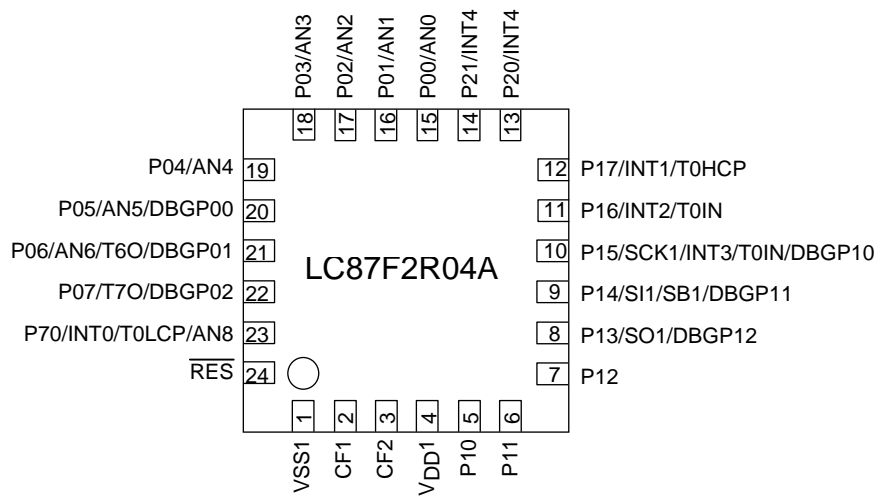 P03/AN3
P02/AN2
P01/AN1
P00/AN0
P21/INT4
P20/INT4
18
17
16
15
14
13
P04/AN4
19
P05/AN5/DBGP00
20
P06/AN6/T6O/DBGP01
21
P07/T7O/DBGP02
22
P70/INT0/T0LCP/AN8
23
RES
24
LC87F2R04A
12
P17/INT1/T0HCP
11
P16/INT2/T0IN
10
P15/SCK1/INT3/T0IN/DBGP10
9
P14/SI1/SB1/DBGP11
8
P13/SO1/DBGP12
7
P12
1
2
3
4
5
6
VSS1
CF1
CF2
VDD1
P10
P11